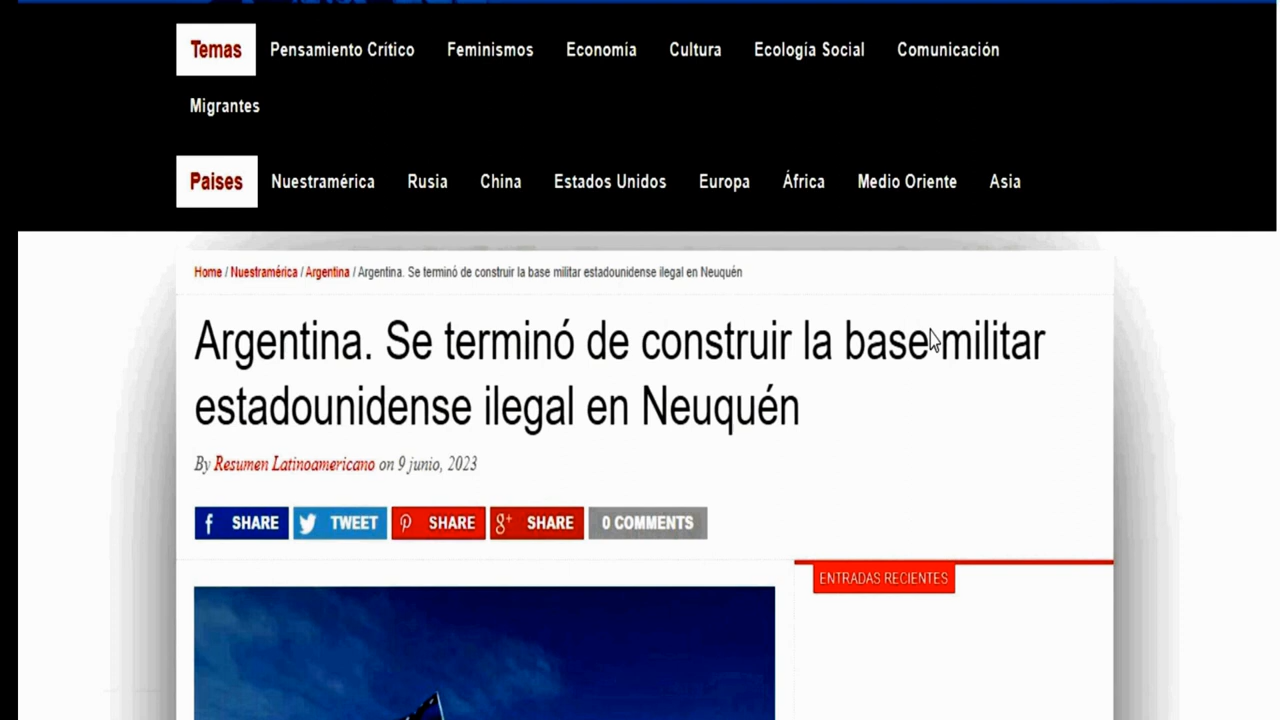 Temas Pensamiento Crítico Feminismos Economía Cultura Ecología Social Comunicación
Migrantes
Paises Nuestramérica Rusia China Estados Unidos Europa África Medio Oriente Asia
Home / Nuestramérica / Argentina / Argentina. Se terminó de construir la base militar estadounidense ilegal en Neuquén
Argentina. Se terminó de construir la base militar
estadounidense ilegal en Neuquén
By Resumen Latinoamericano on 9 junio, 2023
f SHARE TWEET SHARE g+ SHARE 0 COMMENTS
ENTRADAS RECIENTES